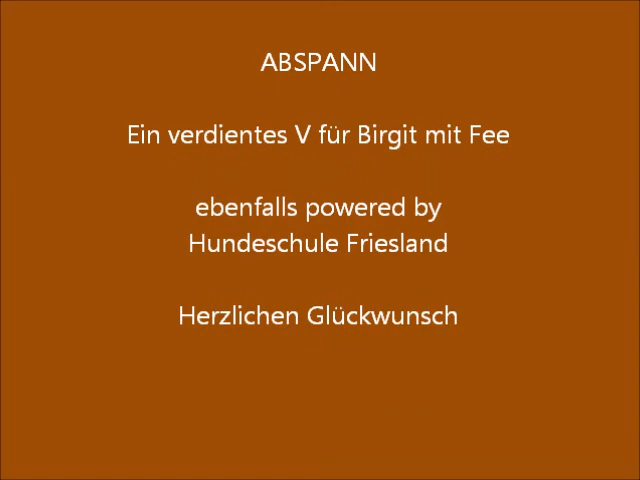 ABSPANN
Ein verdientes V für Birgit mit Fee
ebenfalls powered by
Hundeschule Friesland
Herzlichen Glückwunsch